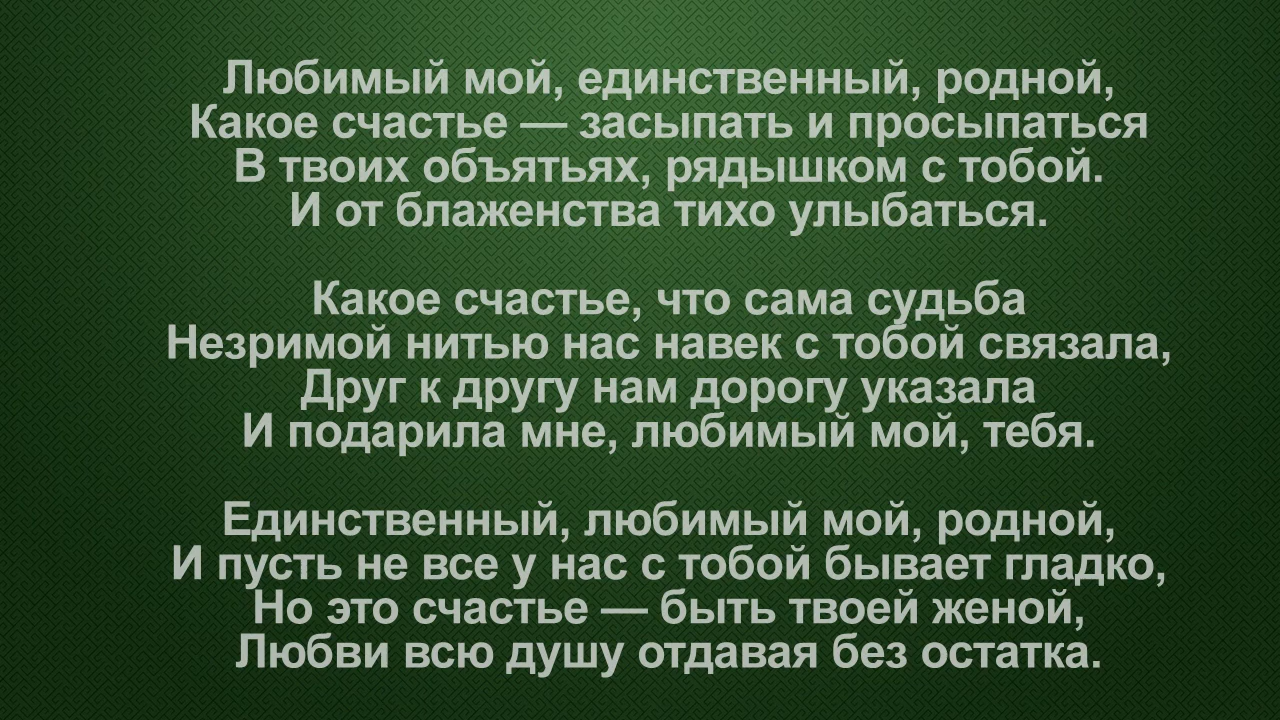 Любимый мой, единственный, родной,
Какое счастье — засыпать и просыпаться
В твоих объятьях, рядышком с тобой.
И от блаженства тихо улыбаться.
Какое счастье, что сама судьба
Незримой нитью нас навек с тобой связала,
Друг к другу нам дорогу указала
И подарила мне, любимый мой, тебя.
Единственный, любимый мой, родной,
И пусть не все у нас с тобой бывает гладко,
Но это счастье — быть твоей женой,
Любви всю душу отдавая без остатка.